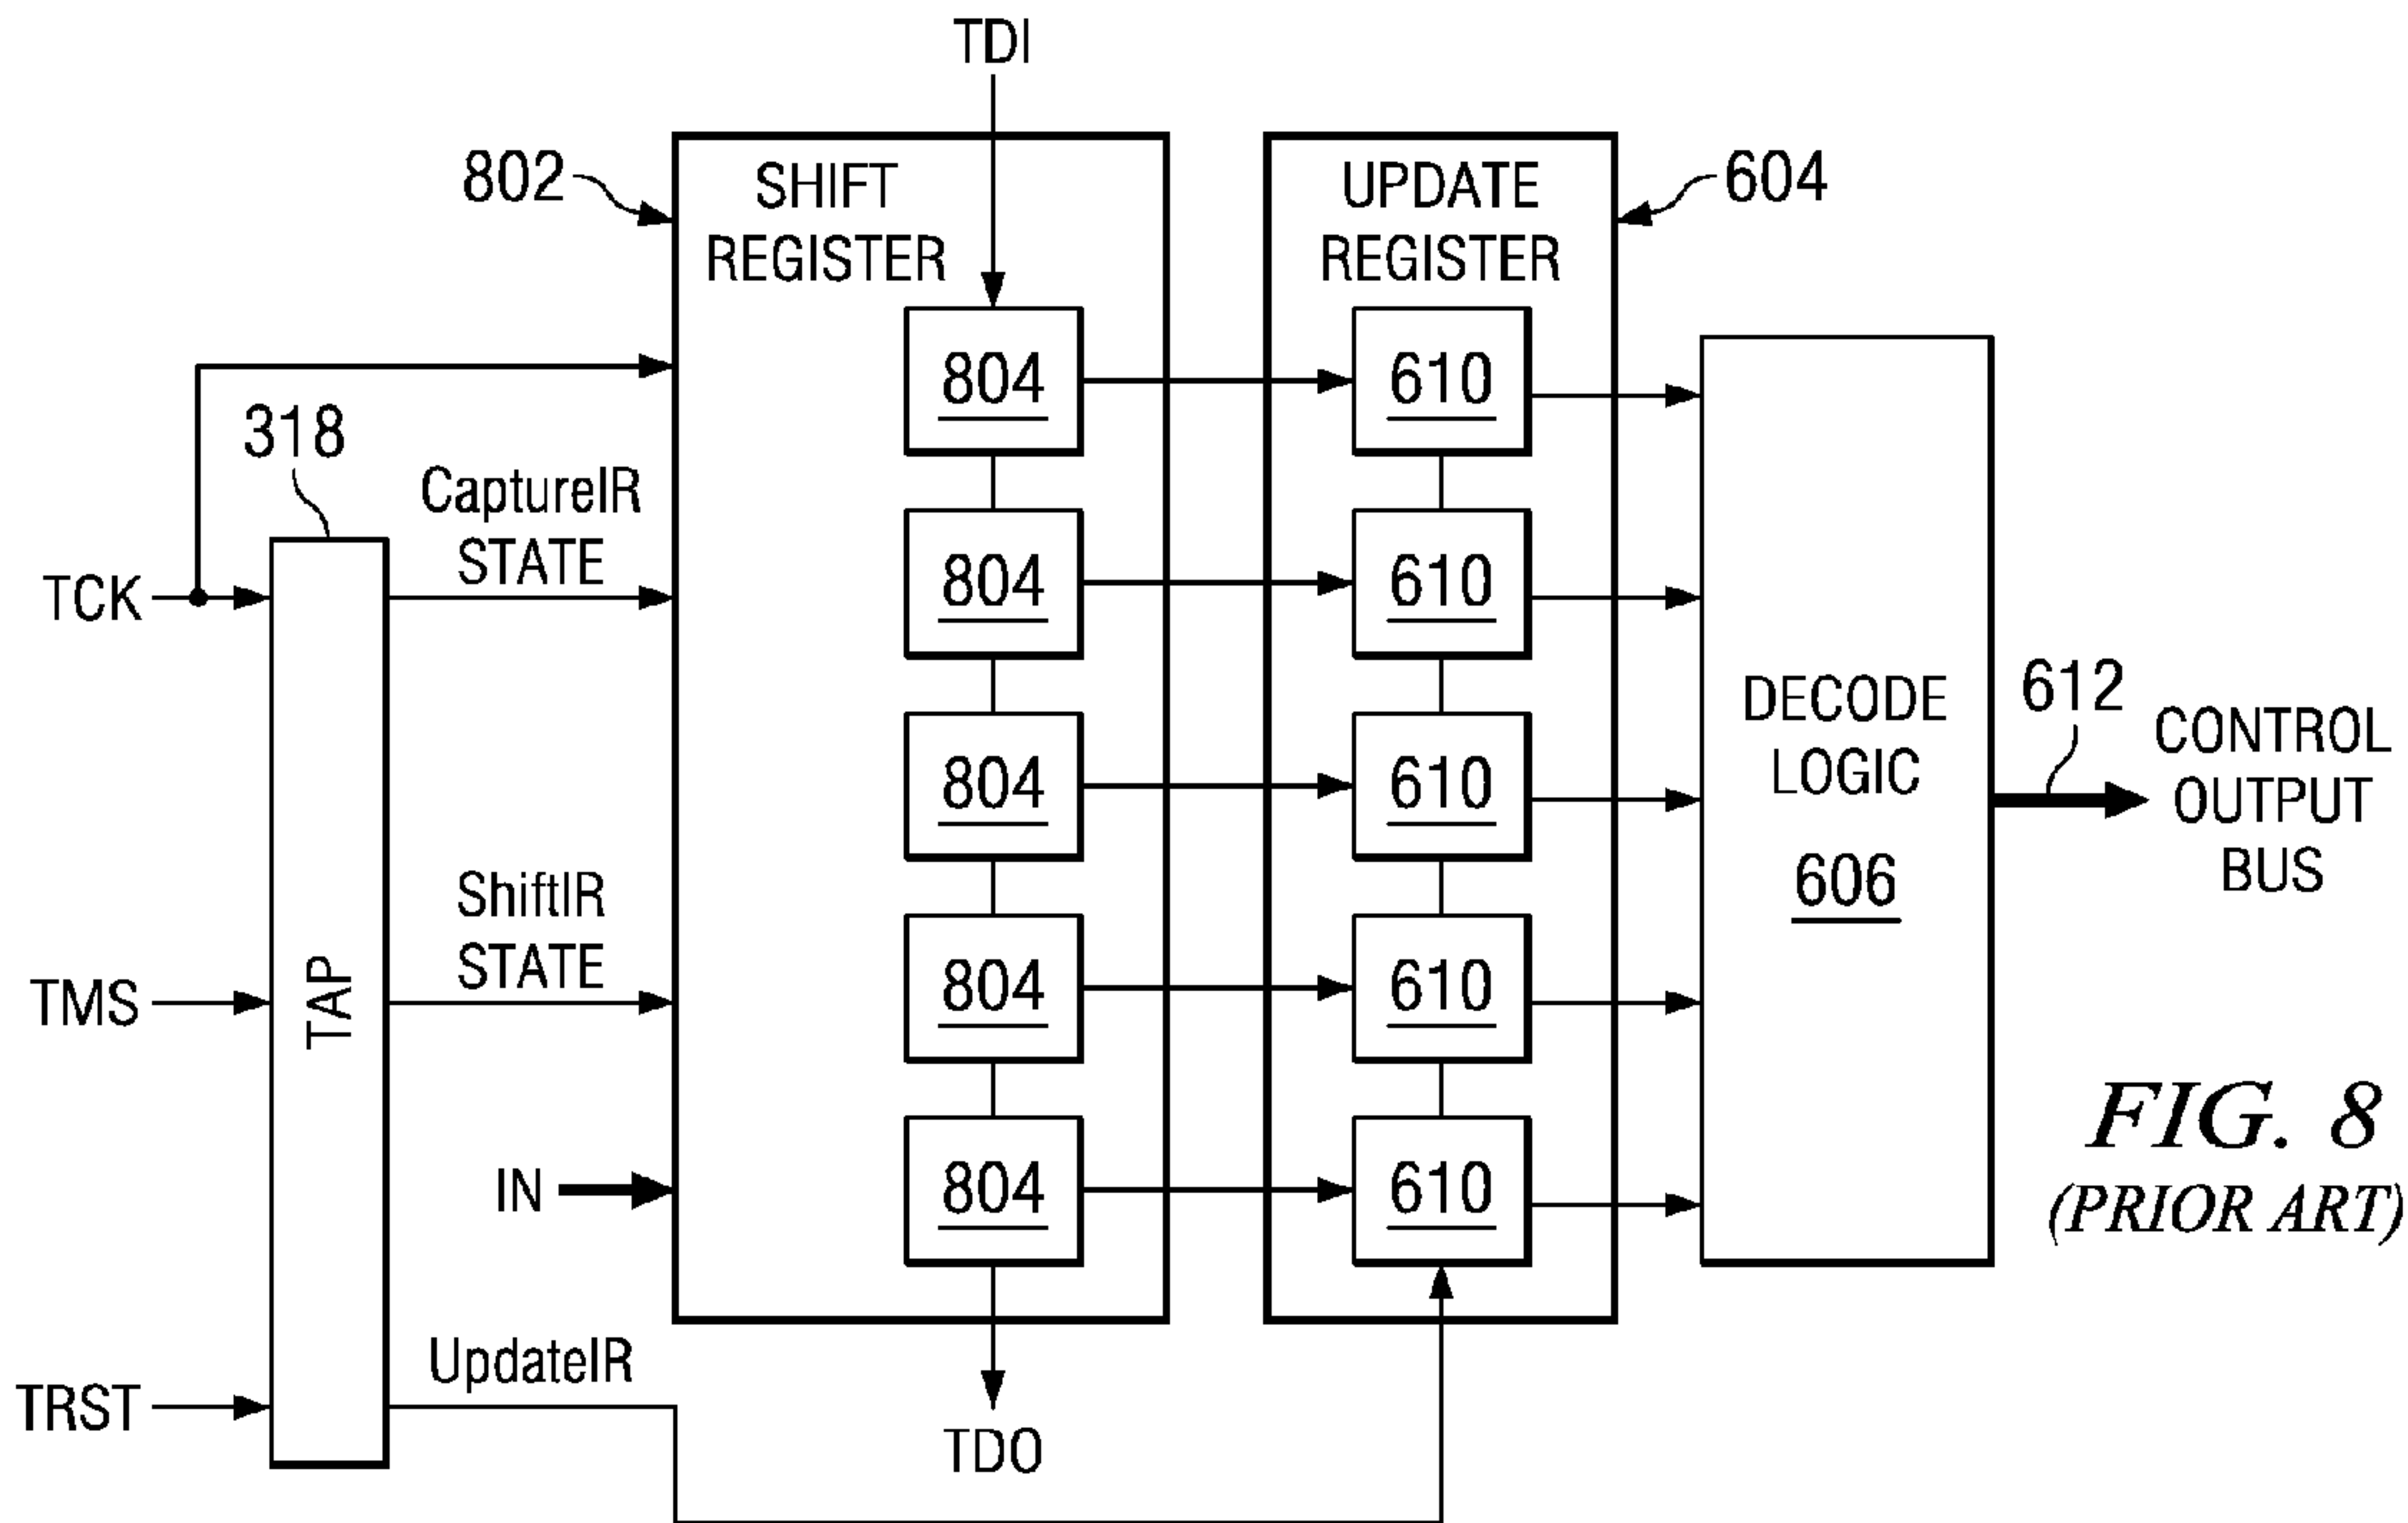 TDI
802
SHIFT
REGISTER
UPDATE
REGISTER
604
318
CaptureIR
STATE
TCK
804
610
804
610
804
610
804
610
804
610
DECODE
LOGIC
606
612
CONTROL
OUTPUT
BUS
TAP
ShiftIR
STATE
TMS
IN
UpdateIR
TRST
TDO
FIG. 8
(PRIOR ART)